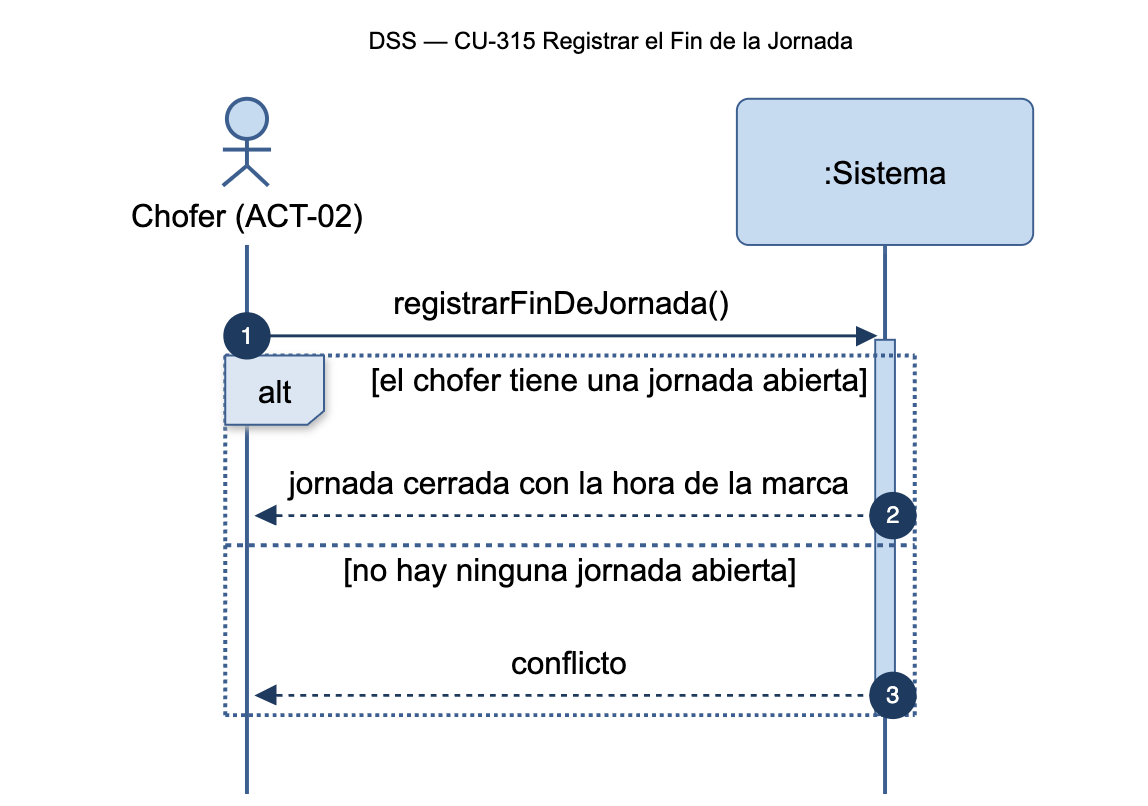 DSS — CU-315 Registrar el Fin de la Jornada
:Sistema
Chofer (ACT-02)
registrarFinDeJornada()
1
alt
[el chofer tiene una jornada abierta]
jornada cerrada con la hora de la marca
2
[no hay ninguna jornada abierta]
conflicto
3